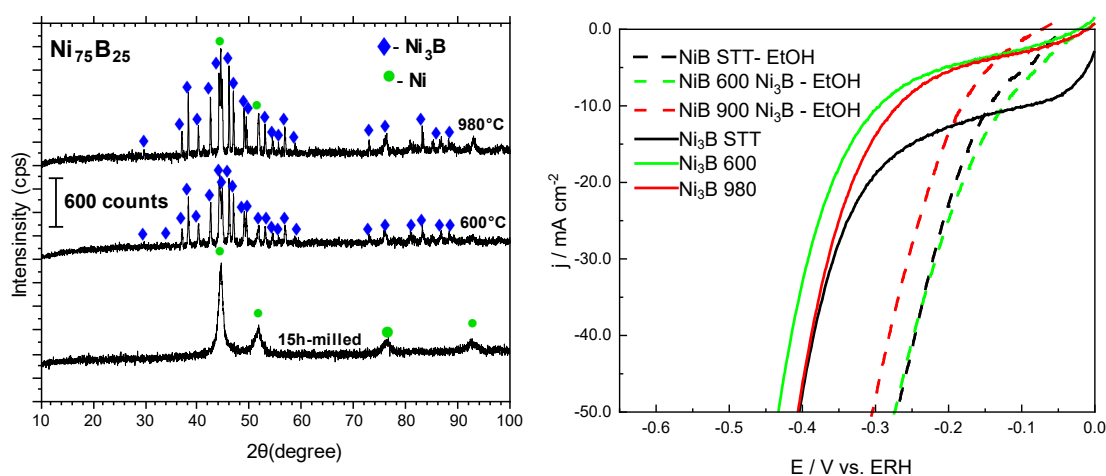 Ni₇₅B₂₅
- Ni₃B
- Ni
980°C
600 counts
600°C
15h-milled
Intensinsity (cps)
10 20 30 40 50 60 70 80 90 100
2θ(degree)
0.0
-10.0
-20.0
-30.0
-40.0
-50.0
j / mA cm⁻²
NiB STT- EtOH
NiB 600 Ni₃B - EtOH
NiB 900 Ni₃B - EtOH
Ni₃B STT
Ni₃B 600
Ni₃B 980
-0.6 -0.5 -0.4 -0.3 -0.2 -0.1 0.0
E / V vs. ERH